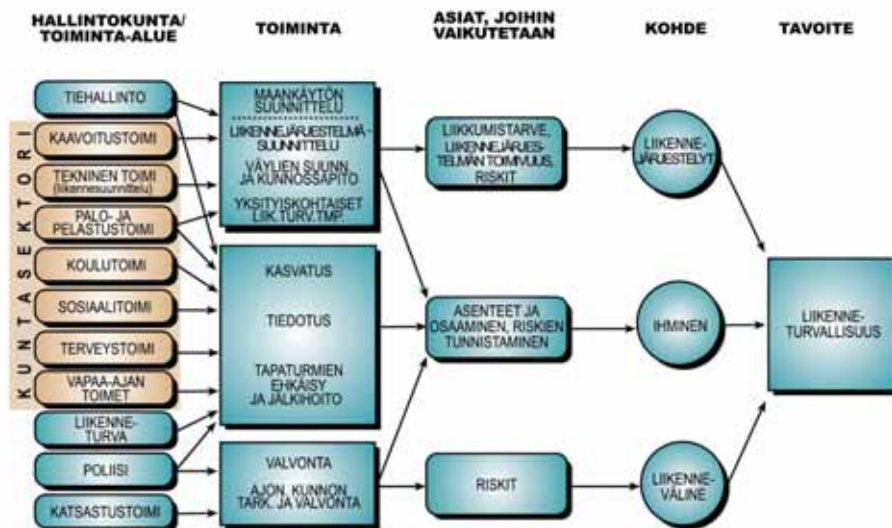 HALLINTOKUNTA/
TOIMINTA-ALUE
TOIMINTA
ASIAT, JOIHIN
VAIKUTETAAN
KOHDE
TAVOITE
KUNTASEKTORI
TIEHALLINTO
KAAVOITUSTOIMI
TEKNINEN TOIMI
(liikennesuunnittelu)
PALO- JA
PELASTUSTOIMI
KOULUTOIMI
SOSIAALITOIMI
TERVEYSTOIMI
VAPAA-AJAN
TOIMET
LIIKENNE-
TURVA
POLIISI
KATSASTUSTOIMI
MAANKÄYTÖN
SUUNNITTELU
LIIKENNEJÄRJESTELMÄ-
SUUNNITTELU
VÄYLIEN SUUNN.
JA KUNNOSSAPITO
YKSITYISKOHTAISET
LIIK.TURV.TMP.
KASVATUS
TIEDOTUS
TAPATURMIEN
EHKÄISY
JA JÄLKIHOITO
VALVONTA
AJON. KUNNON
TARK. JA VALVONTA
LIIKKUMISTARVE,
LIIKENNEJÄRJES-
TELMÄN TOIMIVUUS,
RISKIT
ASENTEET JA
OSAAMINEN, RISKIEN
TUNNISTAMINEN
RISKIT
LIIKENNE-
JÄRJESTELYT
IHMINEN
LIIKENNE-
VÄLINE
LIIKENNE-
TURVALLISUUS